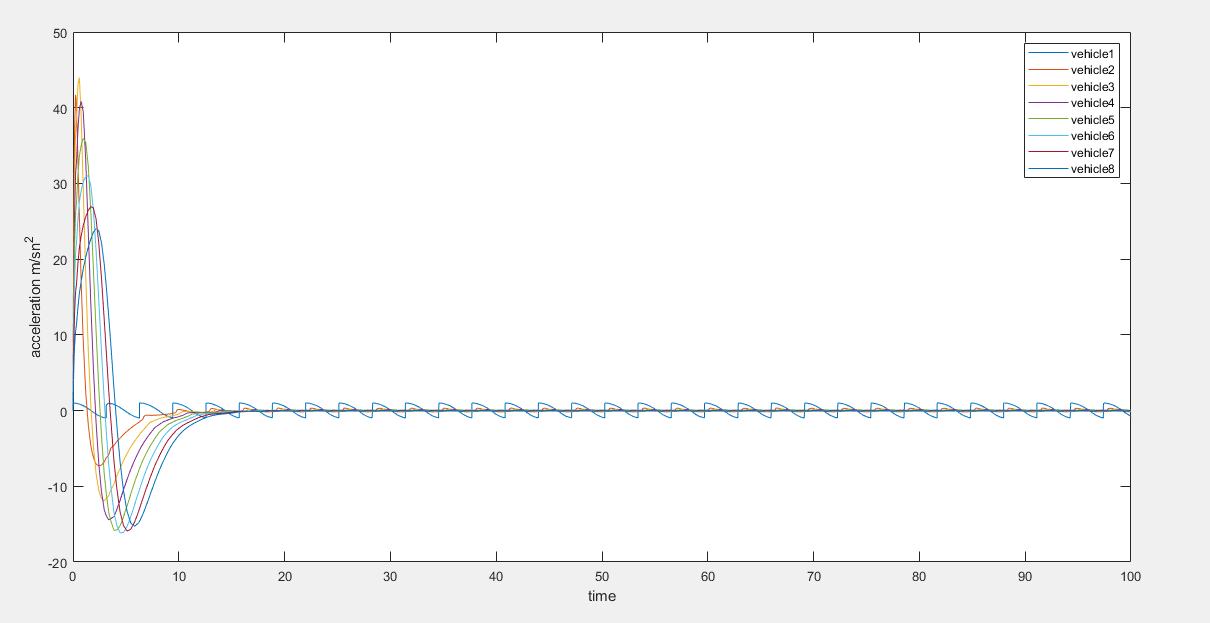 50
40
30
20
10
0
-10
-20
acceleration m/sn²
0 10 20 30 40 50 60 70 80 90 100
time
vehicle1
vehicle2
vehicle3
vehicle4
vehicle5
vehicle6
vehicle7
vehicle8